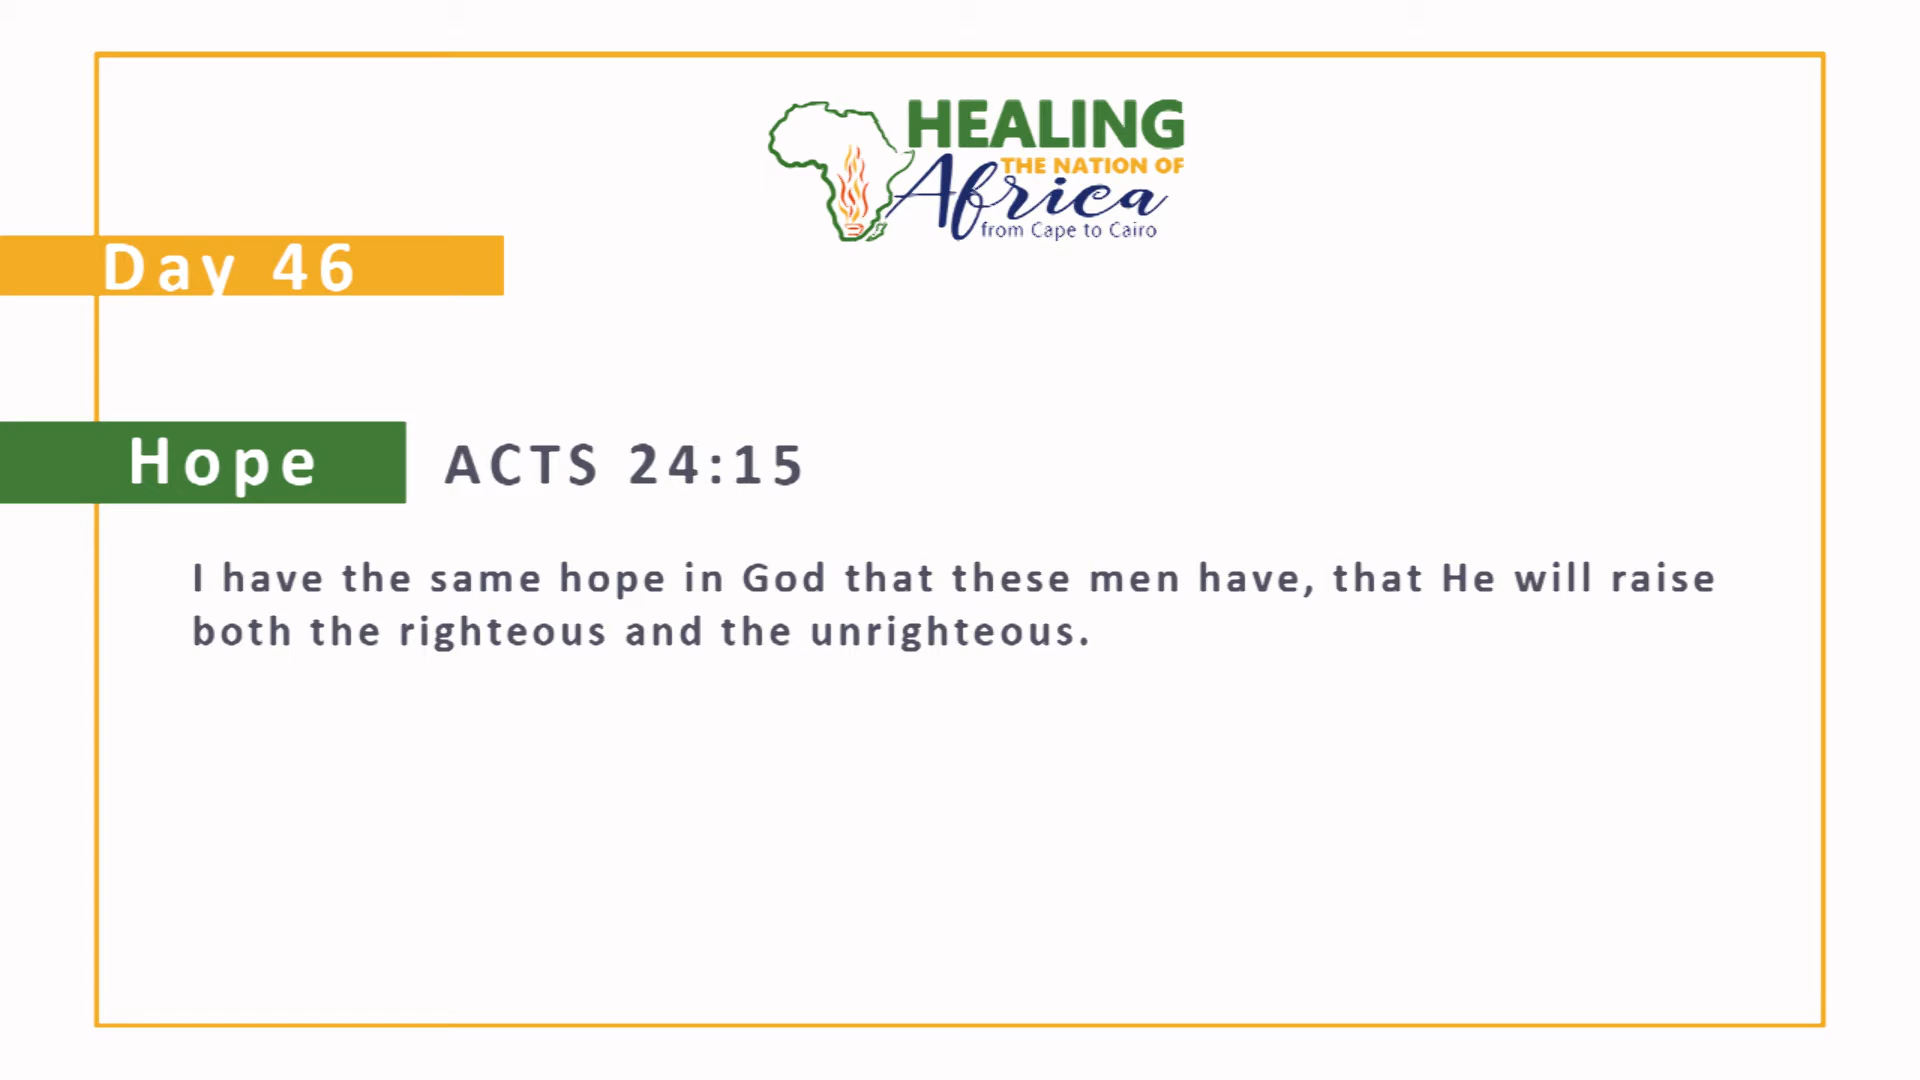 HEALING
THE NATION OF
Africa
from Cape to Cairo
Day 46
Hope
ACTS 24:15
I have the same hope in God that these men have, that He will raise
both the righteous and the unrighteous.